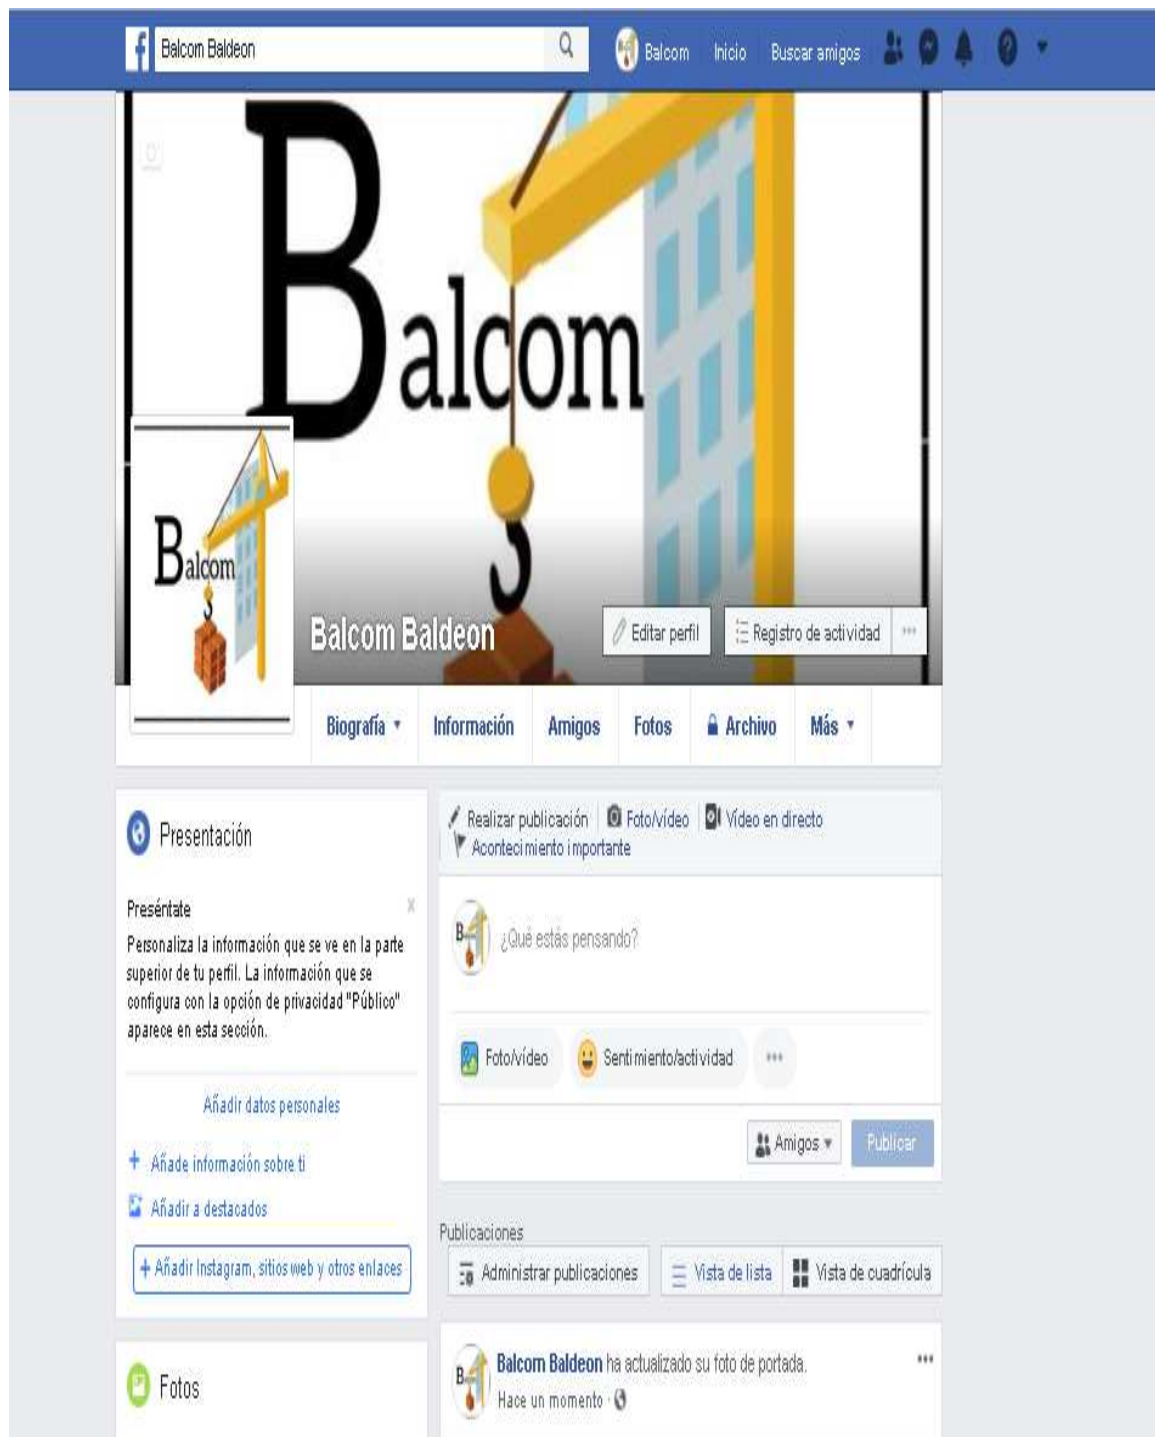 Balcom Baldeon
Balcom Inicio Buscar amigos
Balcom
Balcom
Balcom Baldeon
Editar perfil
Registro de actividad
Biografía Información Amigos Fotos Archivo Más
Presentación
Preséntate
Personaliza la información que se ve en la parte
superior de tu perfil. La información que se
configura con la opción de privacidad "Público"
aparece en esta sección.
Añadir datos personales
+ Añade información sobre ti
Añadir a destacados
+ Añadir Instagram, sitios web y otros enlaces
Fotos
Realizar publicación Foto/vídeo Vídeo en directo
Acontecimiento importante
¿Qué estás pensando?
Foto/vídeo Sentimiento/actividad
Amigos Publicar
Publicaciones
Administrar publicaciones Vista de lista Vista de cuadrícula
Balcom Baldeon ha actualizado su foto de portada.
Hace un momento ·